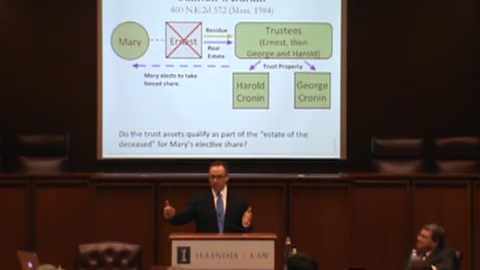 460 N.E.2d 572 (Mass. 1984)
Mary
Ernest
Residue
Real
Estate
Trustees
(Ernest, then
George and Harold)
Mary elects to take
forced share.
Trust Property
Harold
Cronin
George
Cronin
Do the trust assets qualify as part of the "estate of the
deceased" for Mary's elective share?
I
ILLINOIS | LAW